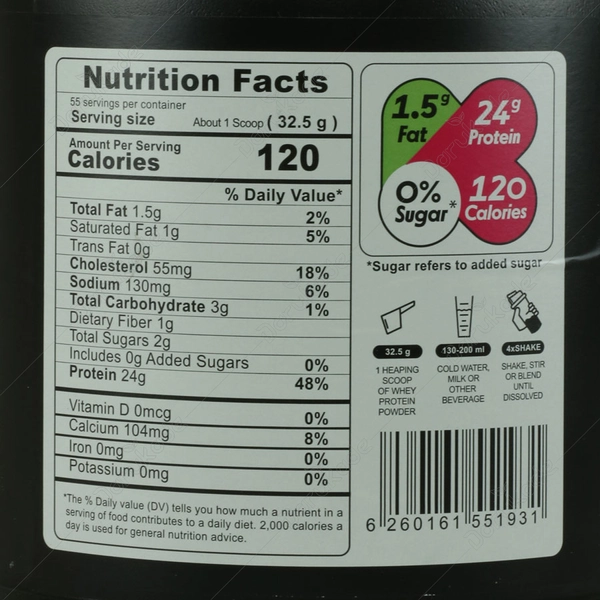 Nutrition Facts
55 servings per container
Serving size About 1 Scoop ( 32.5 g )
Amount Per Serving
Calories 120
% Daily Value*
Total Fat 1.5g 2%
Saturated Fat 1g 5%
Trans Fat 0g
Cholesterol 55mg 18%
Sodium 130mg 6%
Total Carbohydrate 3g 1%
Dietary Fiber 1g
Total Sugars 2g
Includes 0g Added Sugars 0%
Protein 24g 48%
Vitamin D 0mcg 0%
Calcium 104mg 8%
Iron 0mg 0%
Potassium 0mg 0%
*The % Daily value (DV) tells you how much a nutrient in a
serving of food contributes to a daily diet. 2,000 calories a
day is used for general nutrition advice.
1.5g
Fat
24g
Protein
0%
Sugar*
120
Calories
*Sugar refers to added sugar
32.5 g
1 HEAPING
SCOOP
OF WHEY
PROTEIN
POWDER
130-200 ml
COLD WATER,
MILK OR
OTHER
BEVERAGE
4xSHAKE
SHAKE, STIR
OR BLEND
UNTIL
DISSOLVED
6 260161 551931